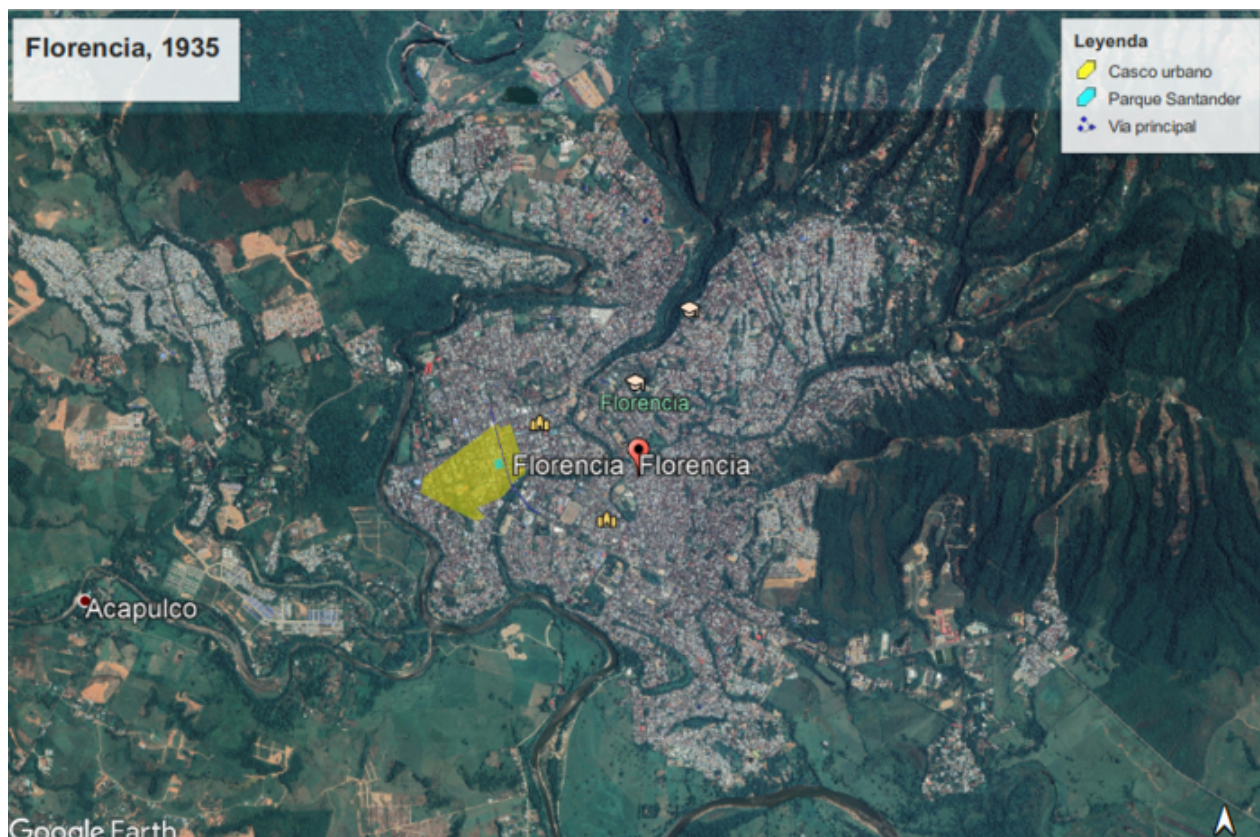 Florencia, 1935
Leyenda
Casco urbano
Parque Santander
Vía principal
Florencia
Florencia
Florencia
Acapulco
Google Earth